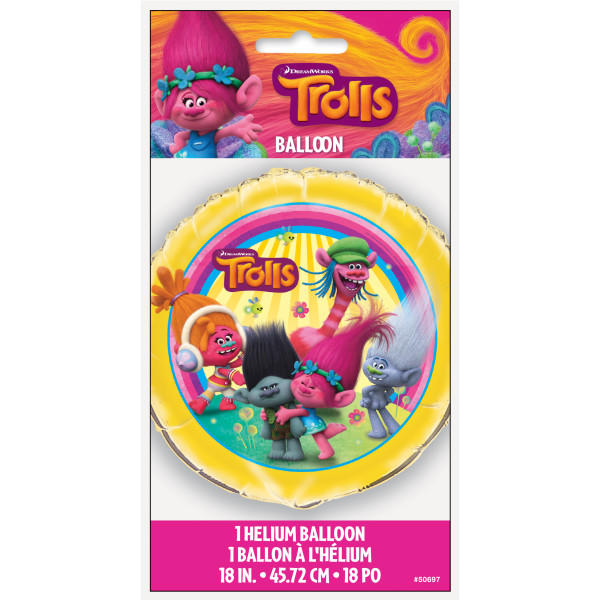 DREAMWORKS
Trolls
BALLOON
DREAMWORKS
Trolls
1 HELIUM BALLOON
1 BALLON À L'HÉLIUM
18 IN. • 45.72 CM • 18 PO
#50697